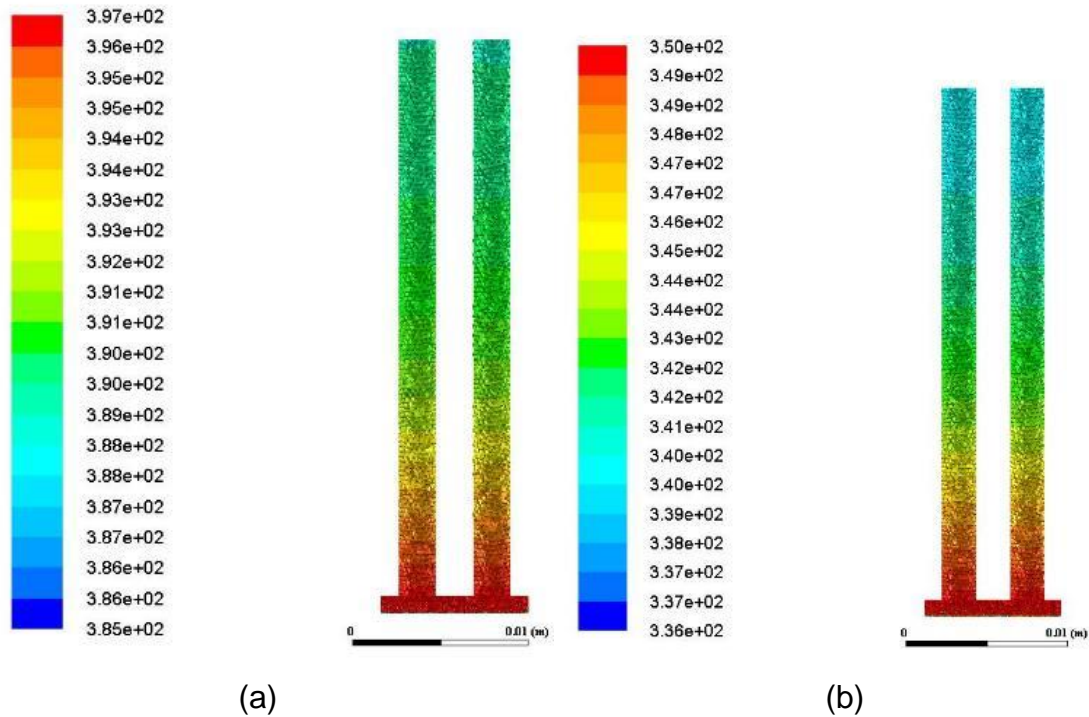 3.97e+02
3.96e+02
3.95e+02
3.95e+02
3.94e+02
3.94e+02
3.93e+02
3.93e+02
3.92e+02
3.91e+02
3.91e+02
3.90e+02
3.90e+02
3.89e+02
3.88e+02
3.88e+02
3.87e+02
3.87e+02
3.86e+02
3.86e+02
3.85e+02
0 0.01 (m)
(a)
3.50e+02
3.49e+02
3.49e+02
3.48e+02
3.47e+02
3.47e+02
3.46e+02
3.45e+02
3.44e+02
3.44e+02
3.43e+02
3.42e+02
3.42e+02
3.41e+02
3.40e+02
3.40e+02
3.39e+02
3.38e+02
3.37e+02
3.37e+02
3.36e+02
0 0.01 (m)
(b)